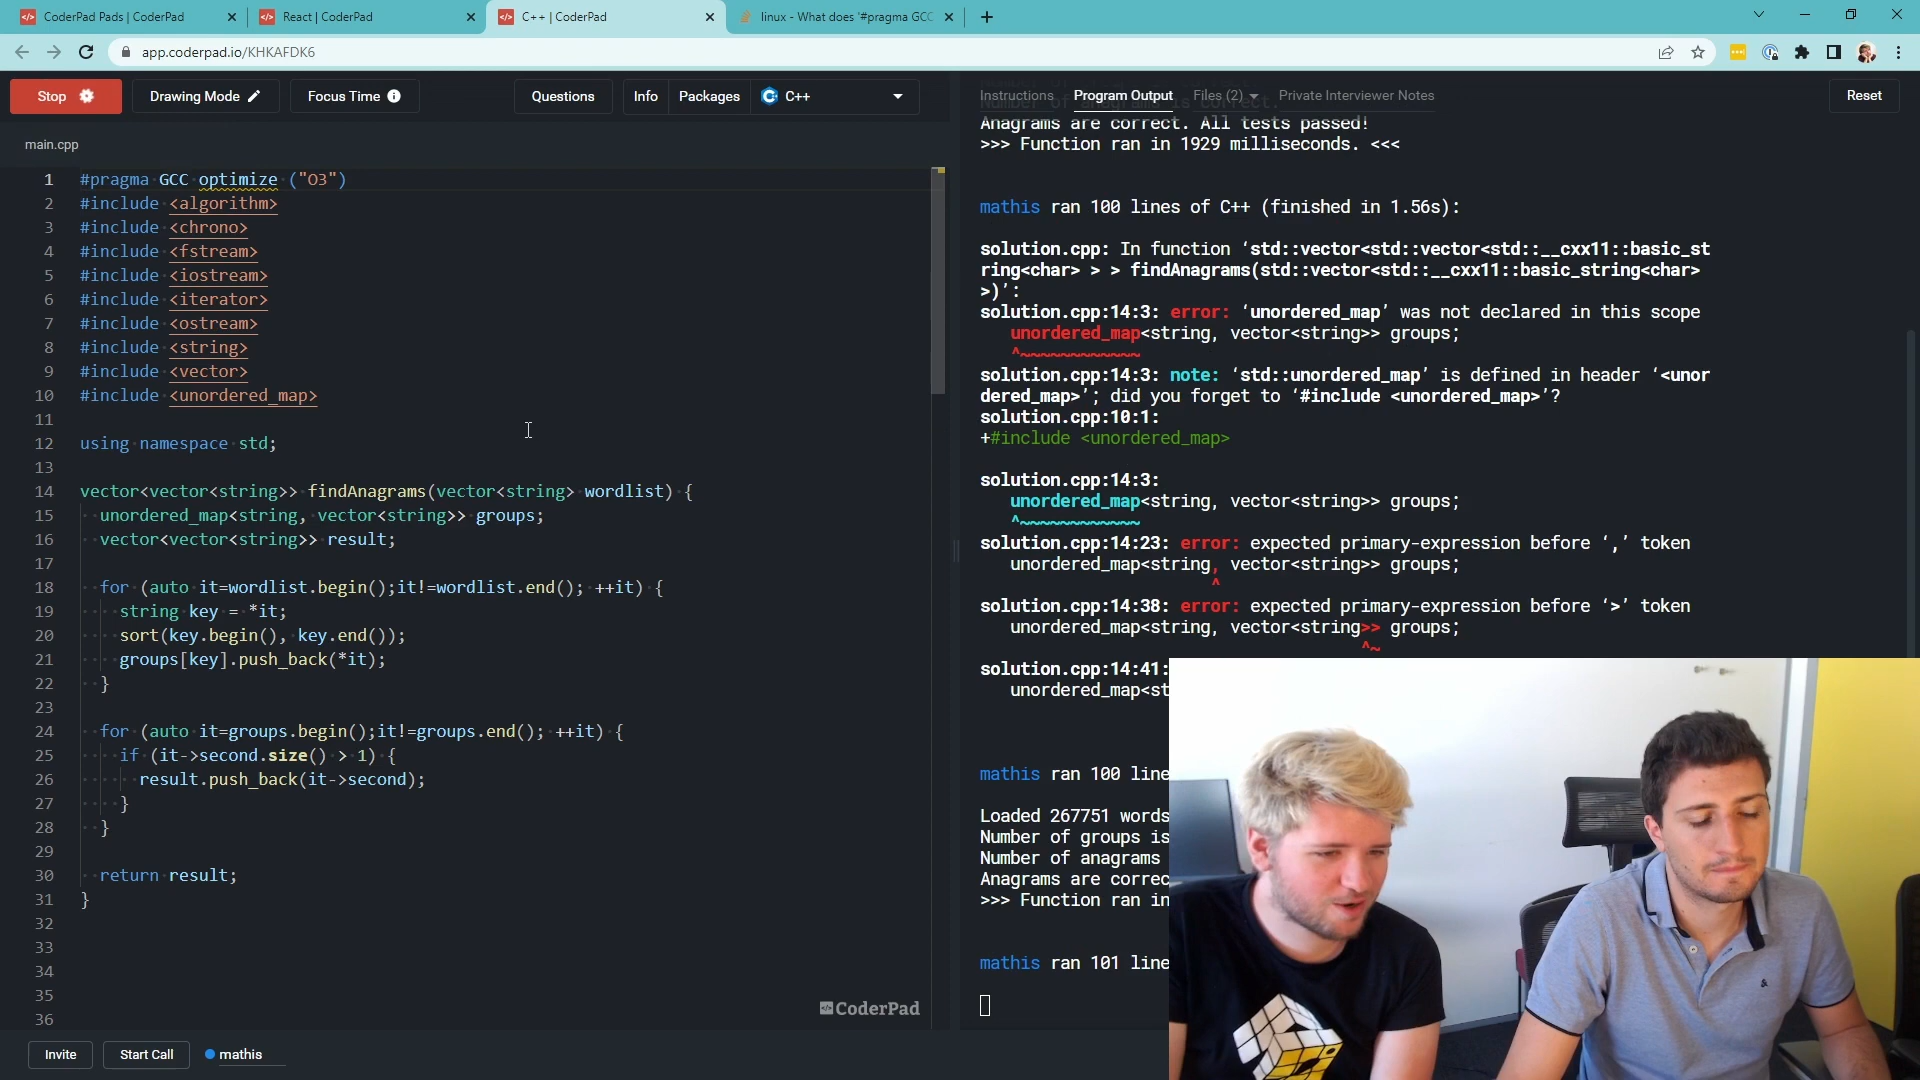 CoderPad Pads | CoderPad
React | CoderPad
C++ | CoderPad
linux - What does '#pragma GCC
app.coderpad.io/KHKAFDK6
Stop
Drawing Mode
Focus Time
Questions
Info
Packages
C++
Instructions
Program Output
Files (2)
Private Interviewer Notes
Reset
main.cpp
1 #pragma GCC optimize ("O3")
2 #include <algorithm>
3 #include <chrono>
4 #include <fstream>
5 #include <iostream>
6 #include <iterator>
7 #include <ostream>
8 #include <string>
9 #include <vector>
10 #include <unordered_map>
11
12 using namespace std;
13
14 vector<vector<string>> findAnagrams(vector<string> wordlist) {
15 unordered_map<string, vector<string>> groups;
16 vector<vector<string>> result;
17
18 for (auto it=wordlist.begin();it!=wordlist.end(); ++it) {
19 string key = *it;
20 sort(key.begin(), key.end());
21 groups[key].push_back(*it);
22 }
23
24 for (auto it=groups.begin();it!=groups.end(); ++it) {
25 if (it->second.size() > 1) {
26 result.push_back(it->second);
27 }
28 }
29
30 return result;
31 }
32
33
34
35
36
CoderPad
Number of anagrams is correct.
Anagrams are correct. All tests passed!
>>> Function ran in 1929 milliseconds. <<<
mathis ran 100 lines of C++ (finished in 1.56s):
solution.cpp: In function ‘std::vector<std::vector<std::__cxx11::basic_st
ring<char> > > findAnagrams(std::vector<std::__cxx11::basic_string<char>
>)’:
solution.cpp:14:3: error: ‘unordered_map’ was not declared in this scope
unordered_map<string, vector<string>> groups;
^~~~~~~~~~~~~
solution.cpp:14:3: note: ‘std::unordered_map’ is defined in header ‘<unor
dered_map>’; did you forget to ‘#include <unordered_map>’?
solution.cpp:10:1:
+#include <unordered_map>
solution.cpp:14:3:
unordered_map<string, vector<string>> groups;
^~~~~~~~~~~~~
solution.cpp:14:23: error: expected primary-expression before ‘,’ token
unordered_map<string, vector<string>> groups;
^
solution.cpp:14:38: error: expected primary-expression before ‘>’ token
unordered_map<string, vector<string>> groups;
^~
solution.cpp:14:41:
unordered_map<st
mathis ran 100 line
Loaded 267751 words
Number of groups is
Number of anagrams
Anagrams are correc
>>> Function ran in
mathis ran 101 line
Invite
Start Call
mathis